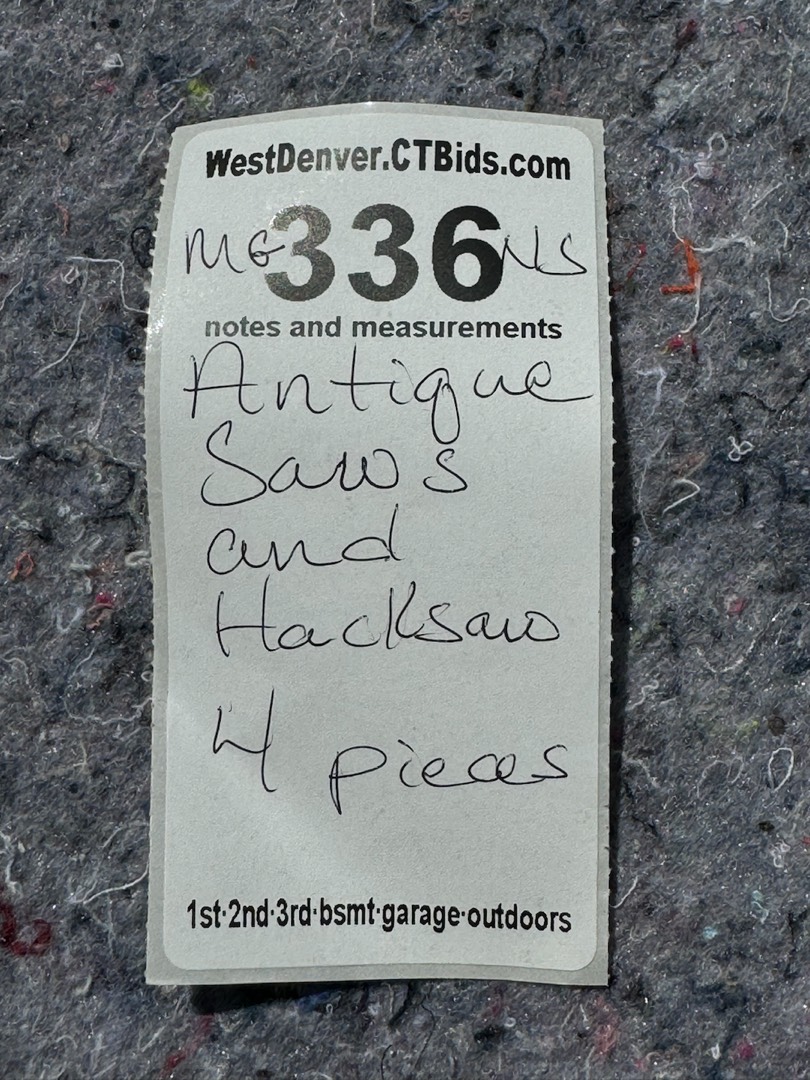 WestDenver.CTBids.com
MG 336 NS
notes and measurements
Antique
Saws
and
Hacksaw
4 pieces
1st·2nd·3rd·bsmt·garage·outdoors